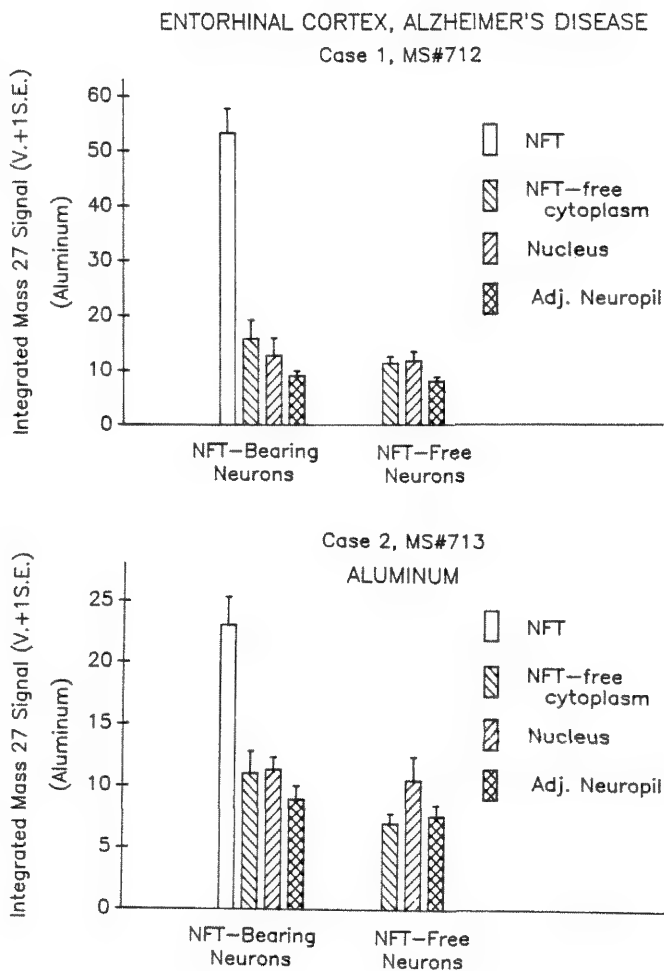 ENTORHINAL CORTEX, ALZHEIMER'S DISEASE
Case 1, MS#712
Integrated Mass 27 Signal (V.+1S.E.)
(Aluminum)
60
50
40
30
20
10
0
NFT
NFT-free
cytoplasm
Nucleus
Adj. Neuropil
NFT-Bearing
Neurons
NFT-Free
Neurons
Case 2, MS#713
ALUMINUM
Integrated Mass 27 Signal (V.+1S.E.)
(Aluminum)
25
20
15
10
5
0
NFT
NFT-free
cytoplasm
Nucleus
Adj. Neuropil
NFT-Bearing
Neurons
NFT-Free
Neurons